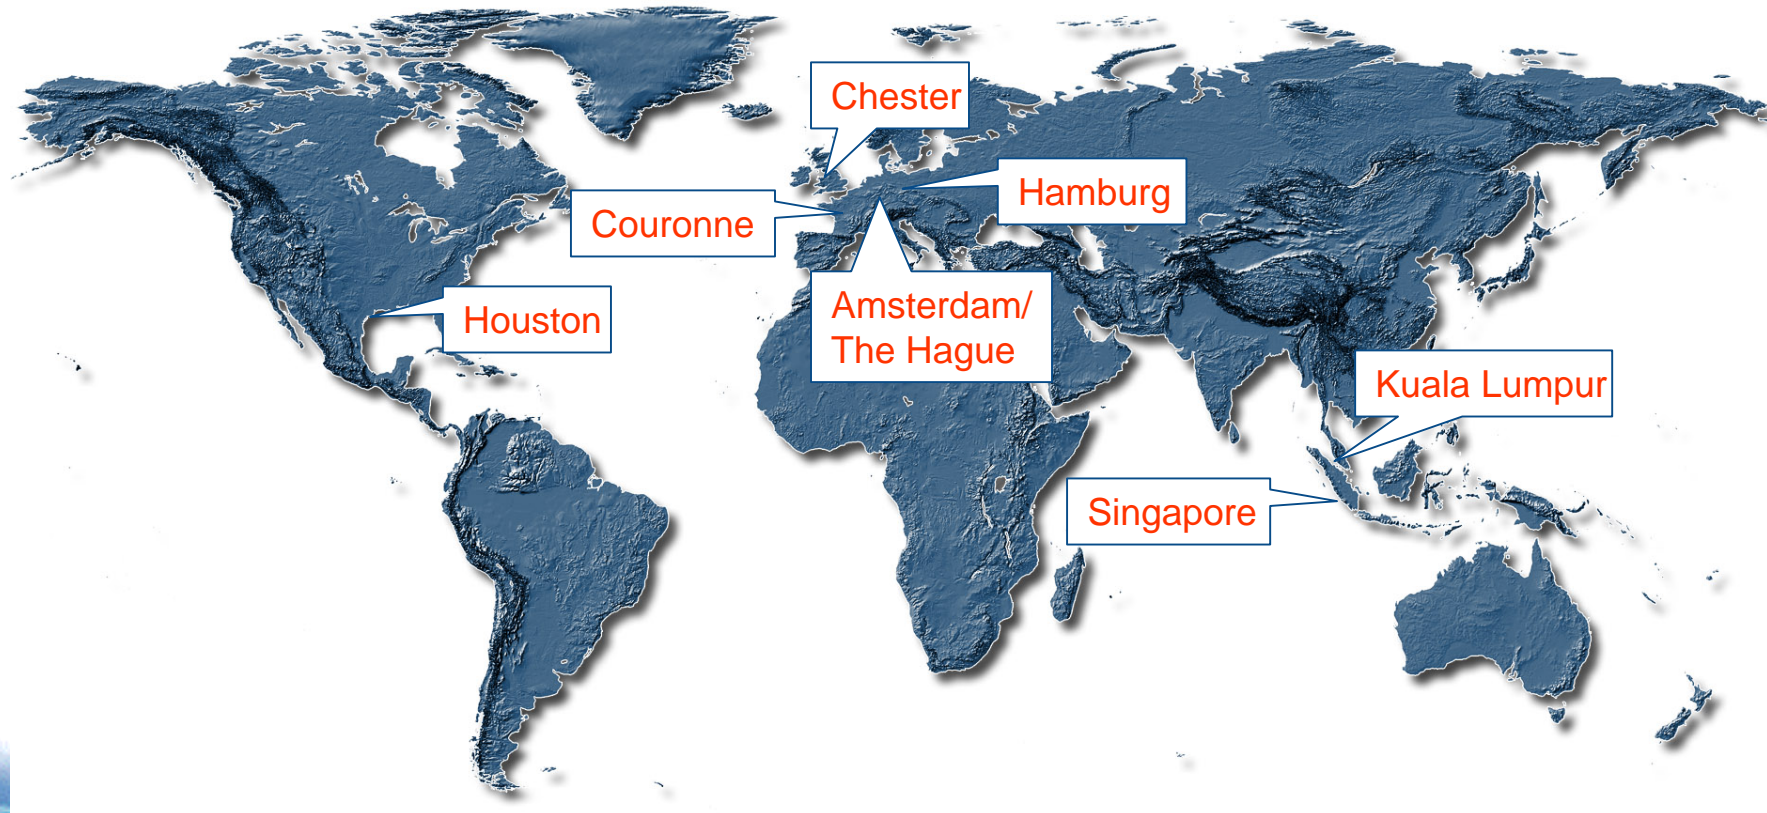 Chester
Hamburg
Couronne
Houston
Amsterdam/
The Hague
Kuala Lumpur
Singapore